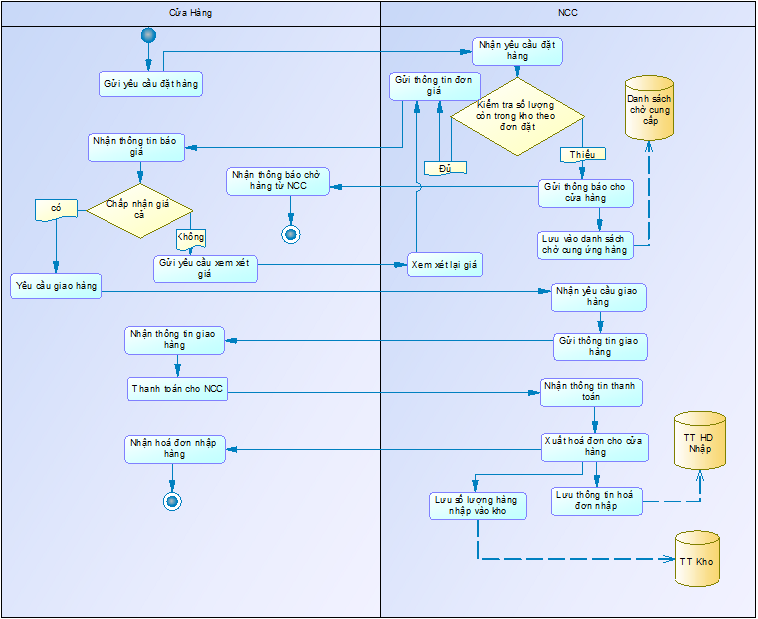 Cửa Hàng
NCC
Nhận yêu cầu đặt
hàng
Gửi yêu cầu đặt hàng
Gửi thông tin đơn
giá
Kiểm tra số lượng
còn trong kho theo
đơn đặt
Danh sách
chờ cung
cấp
Nhận thông tin báo
giá
Đủ
Thiếu
Nhận thông báo chờ
hàng từ NCC
Gửi thông báo cho
cửa hàng
Chấp nhận giá
cả
có
Không
Lưu vào danh sách
chờ cung ứng hàng
Gửi yêu cầu xem xét
giá
Xem xét lại giá
Yêu cầu giao hàng
Nhận yêu cầu giao
hàng
Nhận thông tin giao
hàng
Gửi thông tin giao
hàng
Thanh toán cho NCC
Nhận thông tin thanh
toán
Nhận hoá đơn nhập
hàng
Xuất hoá đơn cho cửa
hàng
TT HD
Nhập
Lưu số lượng hàng
nhập vào kho
Lưu thông tin hoá
đơn nhập
TT Kho